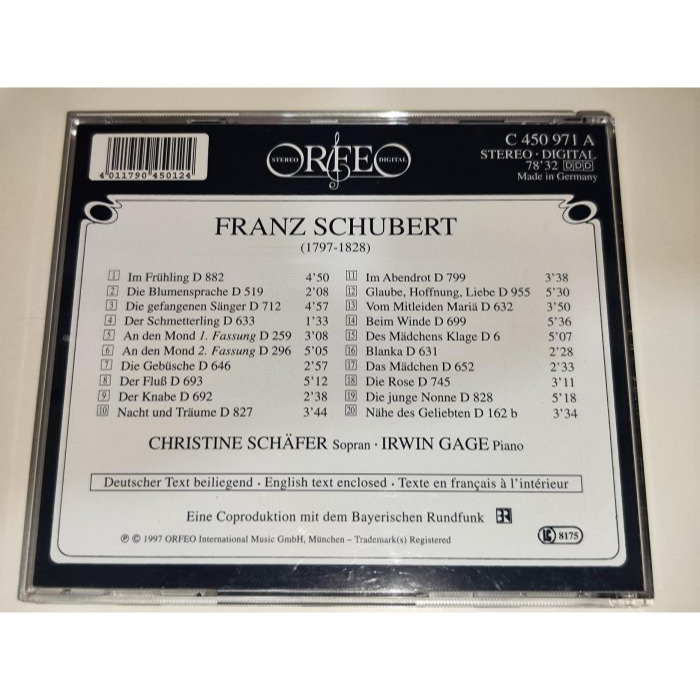 4 011790 450124
STEREO ORFEO DIGITAL
C 450 971 A
STEREO · DIGITAL
78'32 DDD
Made in Germany
FRANZ SCHUBERT
(1797-1828)
1 Im Frühling D 882 4'50
2 Die Blumensprache D 519 2'08
3 Die gefangenen Sänger D 712 4'57
4 Der Schmetterling D 633 1'33
5 An den Mond 1. Fassung D 259 3'08
6 An den Mond 2. Fassung D 296 5'05
7 Die Gebüsche D 646 2'57
8 Der Fluß D 693 5'12
9 Der Knabe D 692 2'38
10 Nacht und Träume D 827 3'44
11 Im Abendrot D 799 3'38
12 Glaube, Hoffnung, Liebe D 955 5'30
13 Vom Mitleiden Mariä D 632 3'50
14 Beim Winde D 699 5'36
15 Des Mädchens Klage D 6 5'07
16 Blanka D 631 2'28
17 Das Mädchen D 652 2'33
18 Die Rose D 745 3'11
19 Die junge Nonne D 828 5'18
20 Nähe des Geliebten D 162 b 3'34
CHRISTINE SCHÄFER Sopran · IRWIN GAGE Piano
Deutscher Text beiliegend · English text enclosed · Texte en français à l'intérieur
Eine Coproduktion mit dem Bayerischen Rundfunk BR
℗ © 1997 ORFEO International Music GmbH, München – Trademark(s) Registered
LC 8175